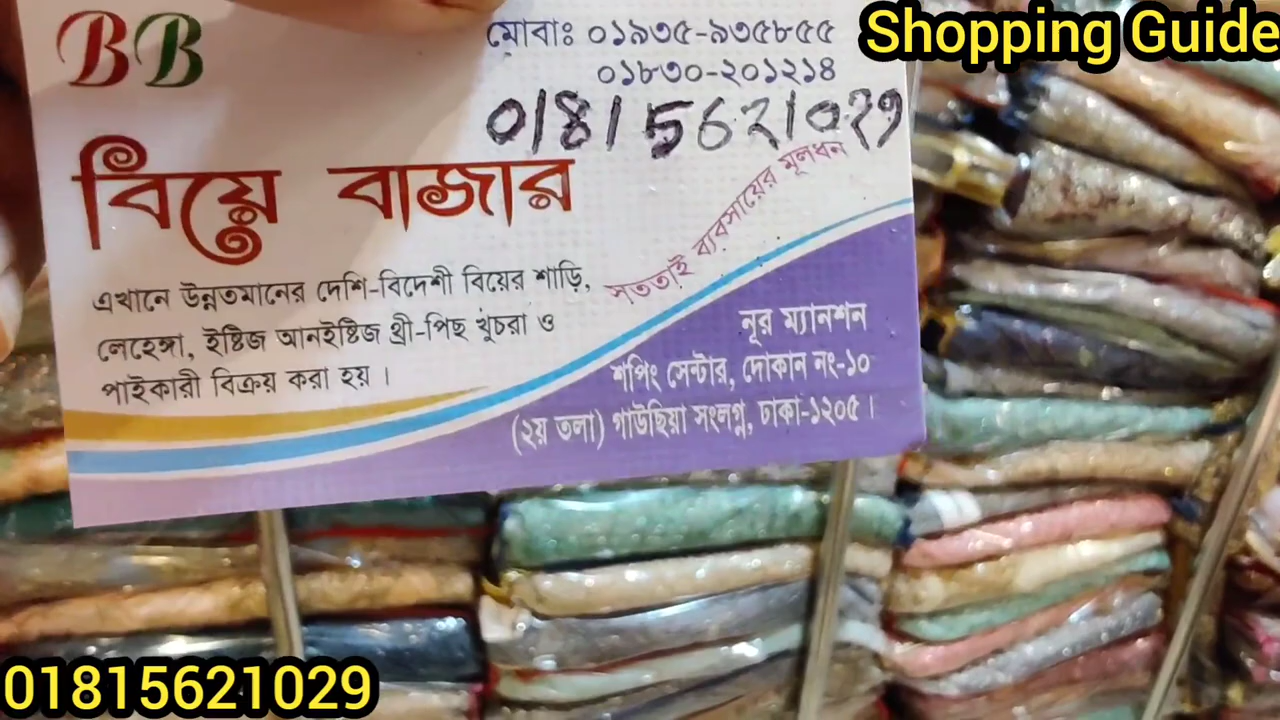 Shopping Guide
BB
মোবাঃ ০১৯৩৫-৯৩৫৮৫৫
০১৮৩০-২০১২১৪
01815621029
বিয়ে বাজার
সততাই ব্যবসায়ের মূলধন
এখানে উন্নতমানের দেশি-বিদেশী বিয়ের শাড়ি,
লেহেঙ্গা, ইষ্টিজ আনইষ্টিজ থ্রী-পিছ খুঁচরা ও
পাইকারী বিক্রয় করা হয় ।
নূর ম্যানশন
শপিং সেন্টার, দোকান নং-১০
(২য় তলা) গাউছিয়া সংলগ্ন, ঢাকা-১২০৫ ।
01815621029